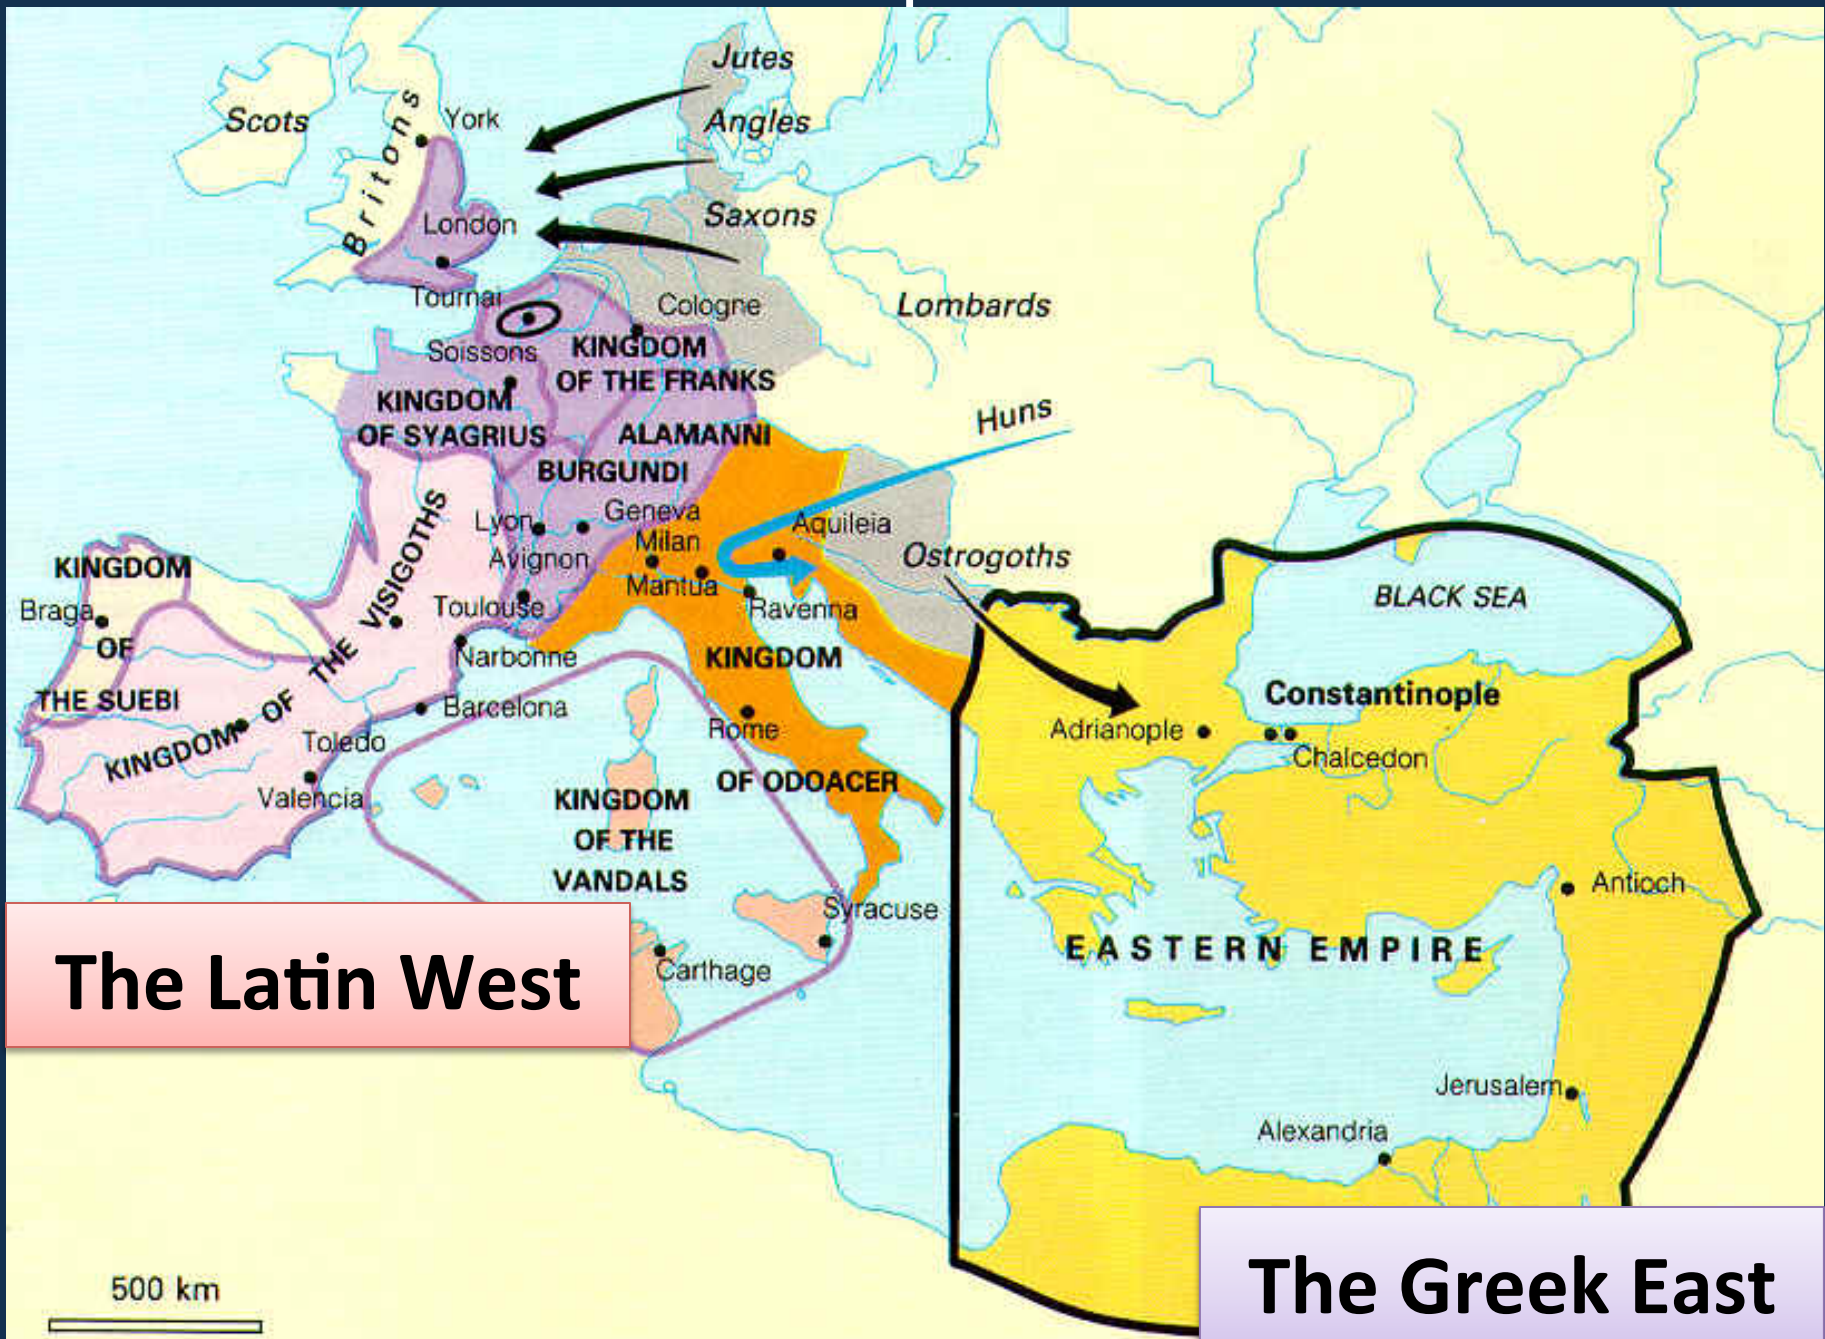 Jutes
Scots
York
Angles
Britons
Saxons
London
Tournai
Cologne
Lombards
Soissons
KINGDOM
OF THE FRANKS
KINGDOM
OF SYAGRIUS
ALAMANNI
Huns
BURGUNDI
Lyon
Geneva
Aquileia
Milan
Avignon
Mantua
Ostrogoths
KINGDOM
OF
THE SUEBI
Braga
Toulouse
Ravenna
BLACK SEA
KINGDOM OF THE VISIGOTHS
Narbonne
KINGDOM
OF ODOACER
Barcelona
Rome
Constantinople
Adrianople
Chalcedon
Toledo
Valencia
KINGDOM
OF THE
VANDALS
Syracuse
Antioch
EASTERN EMPIRE
Carthage
The Latin West
Jerusalem
Alexandria
500 km
The Greek East